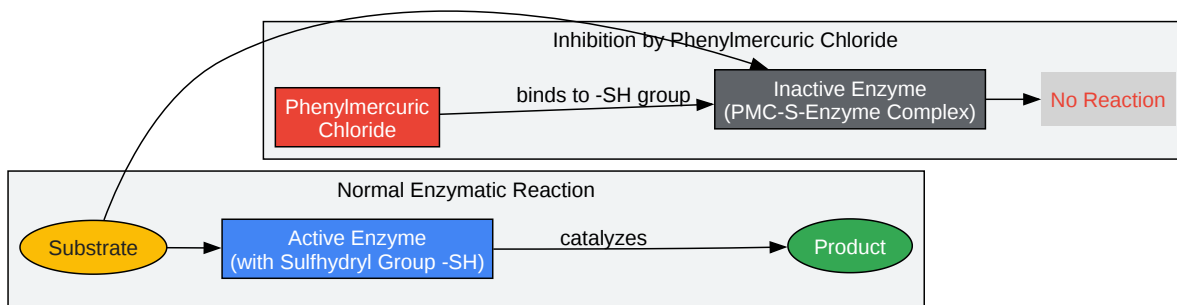 Inhibition by Phenylmercuric Chloride
Phenylmercuric
Chloride
binds to -SH group
Inactive Enzyme
(PMC-S-Enzyme Complex)
No Reaction
Normal Enzymatic Reaction
Substrate
Active Enzyme
(with Sulfhydryl Group -SH)
catalyzes
Product